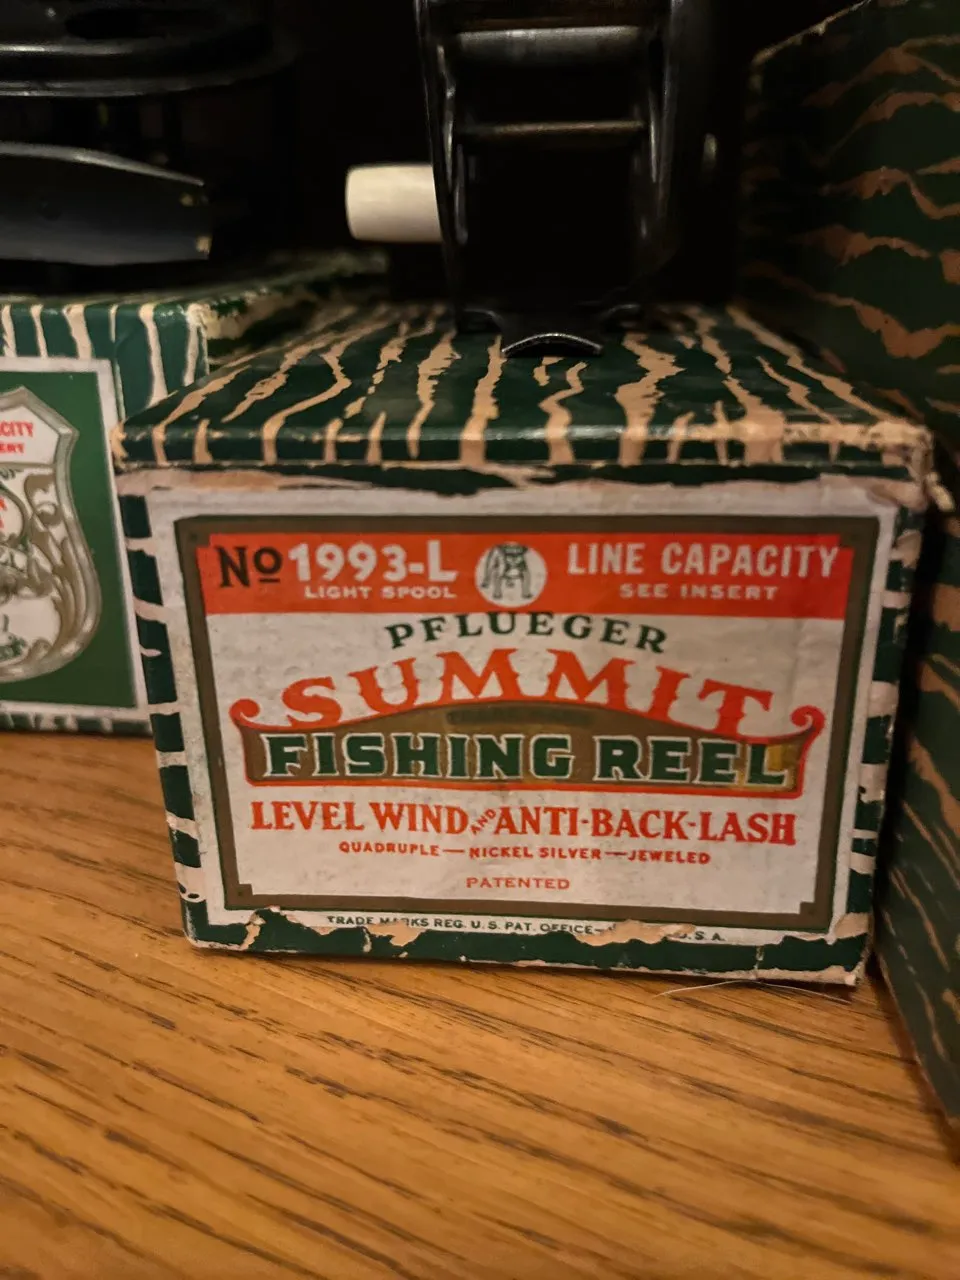 No 1993-L
LIGHT SPOOL
LINE CAPACITY
SEE INSERT
PFLUEGER
SUMMIT
FISHING REEL
LEVEL WIND AND ANTI-BACK-LASH
QUADRUPLE—NICKEL SILVER—JEWELED
PATENTED
TRADE MARKS REG. U.S. PAT. OFFICE— .S.A.